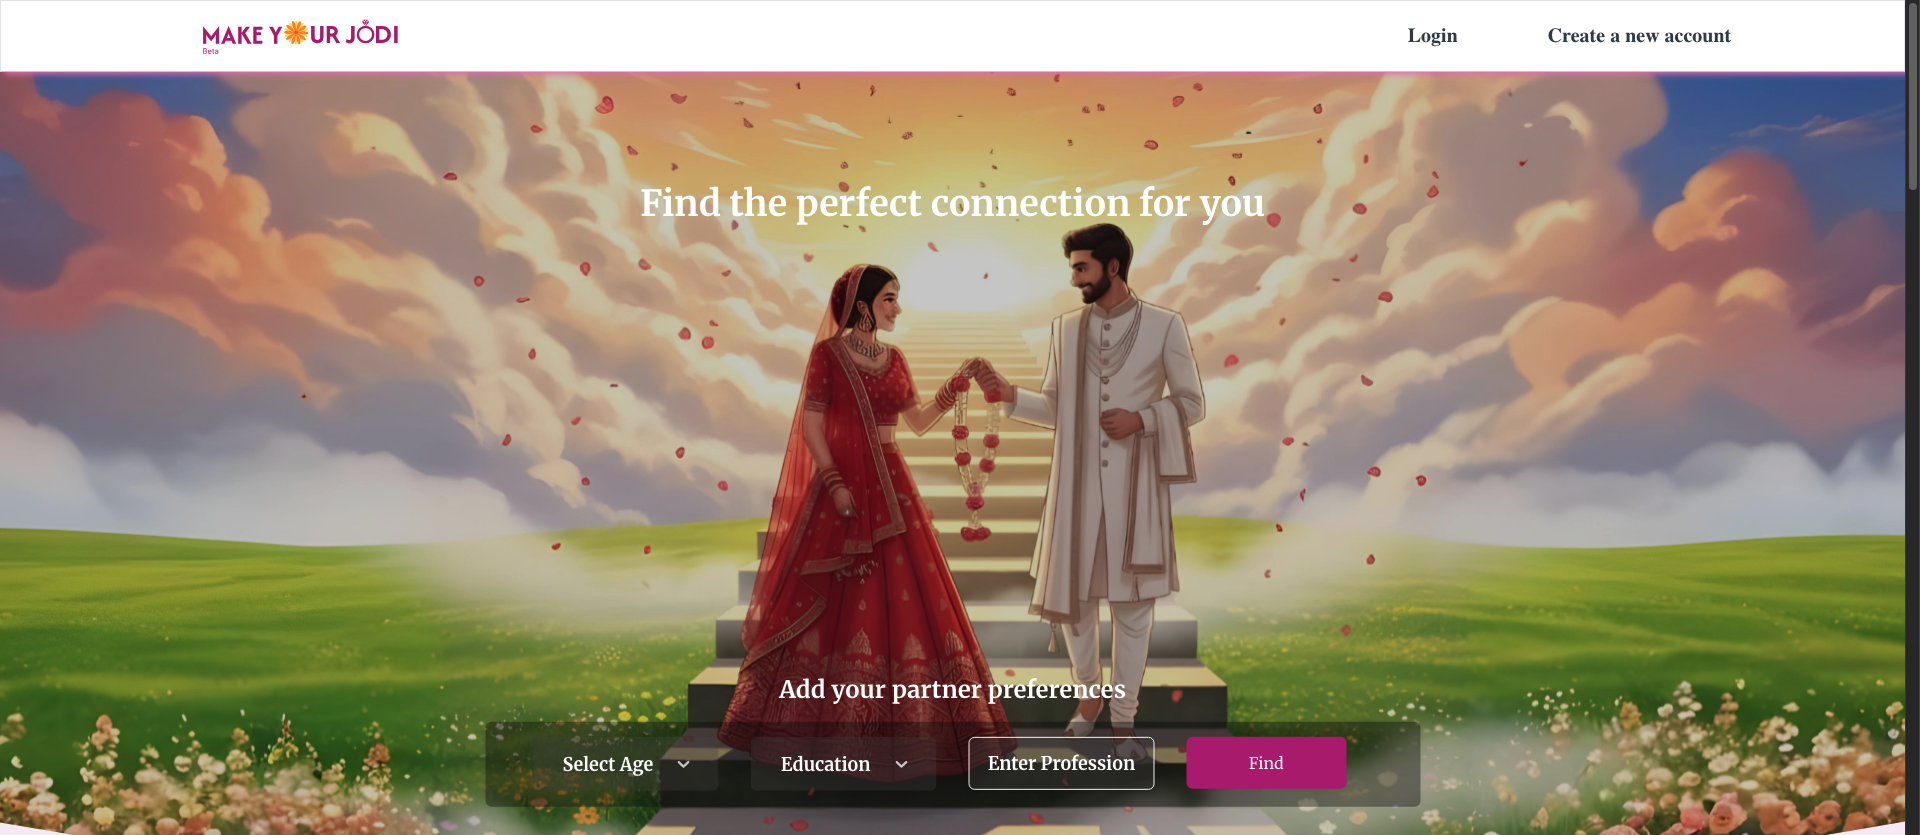 MAKE YOUR JODI
Beta
Login
Create a new account
Find the perfect connection for you
Add your partner preferences
Select Age
Education
Enter Profession
Find